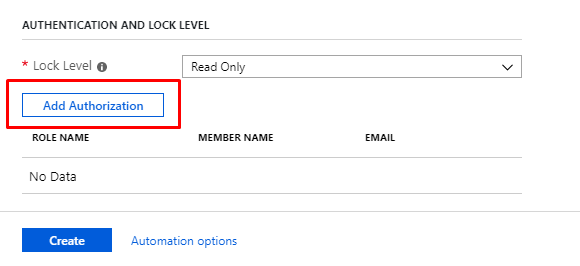 AUTHENTICATION AND LOCK LEVEL
* Lock Level
Read Only
Add Authorization
ROLE NAME MEMBER NAME EMAIL
No Data
Create Automation options